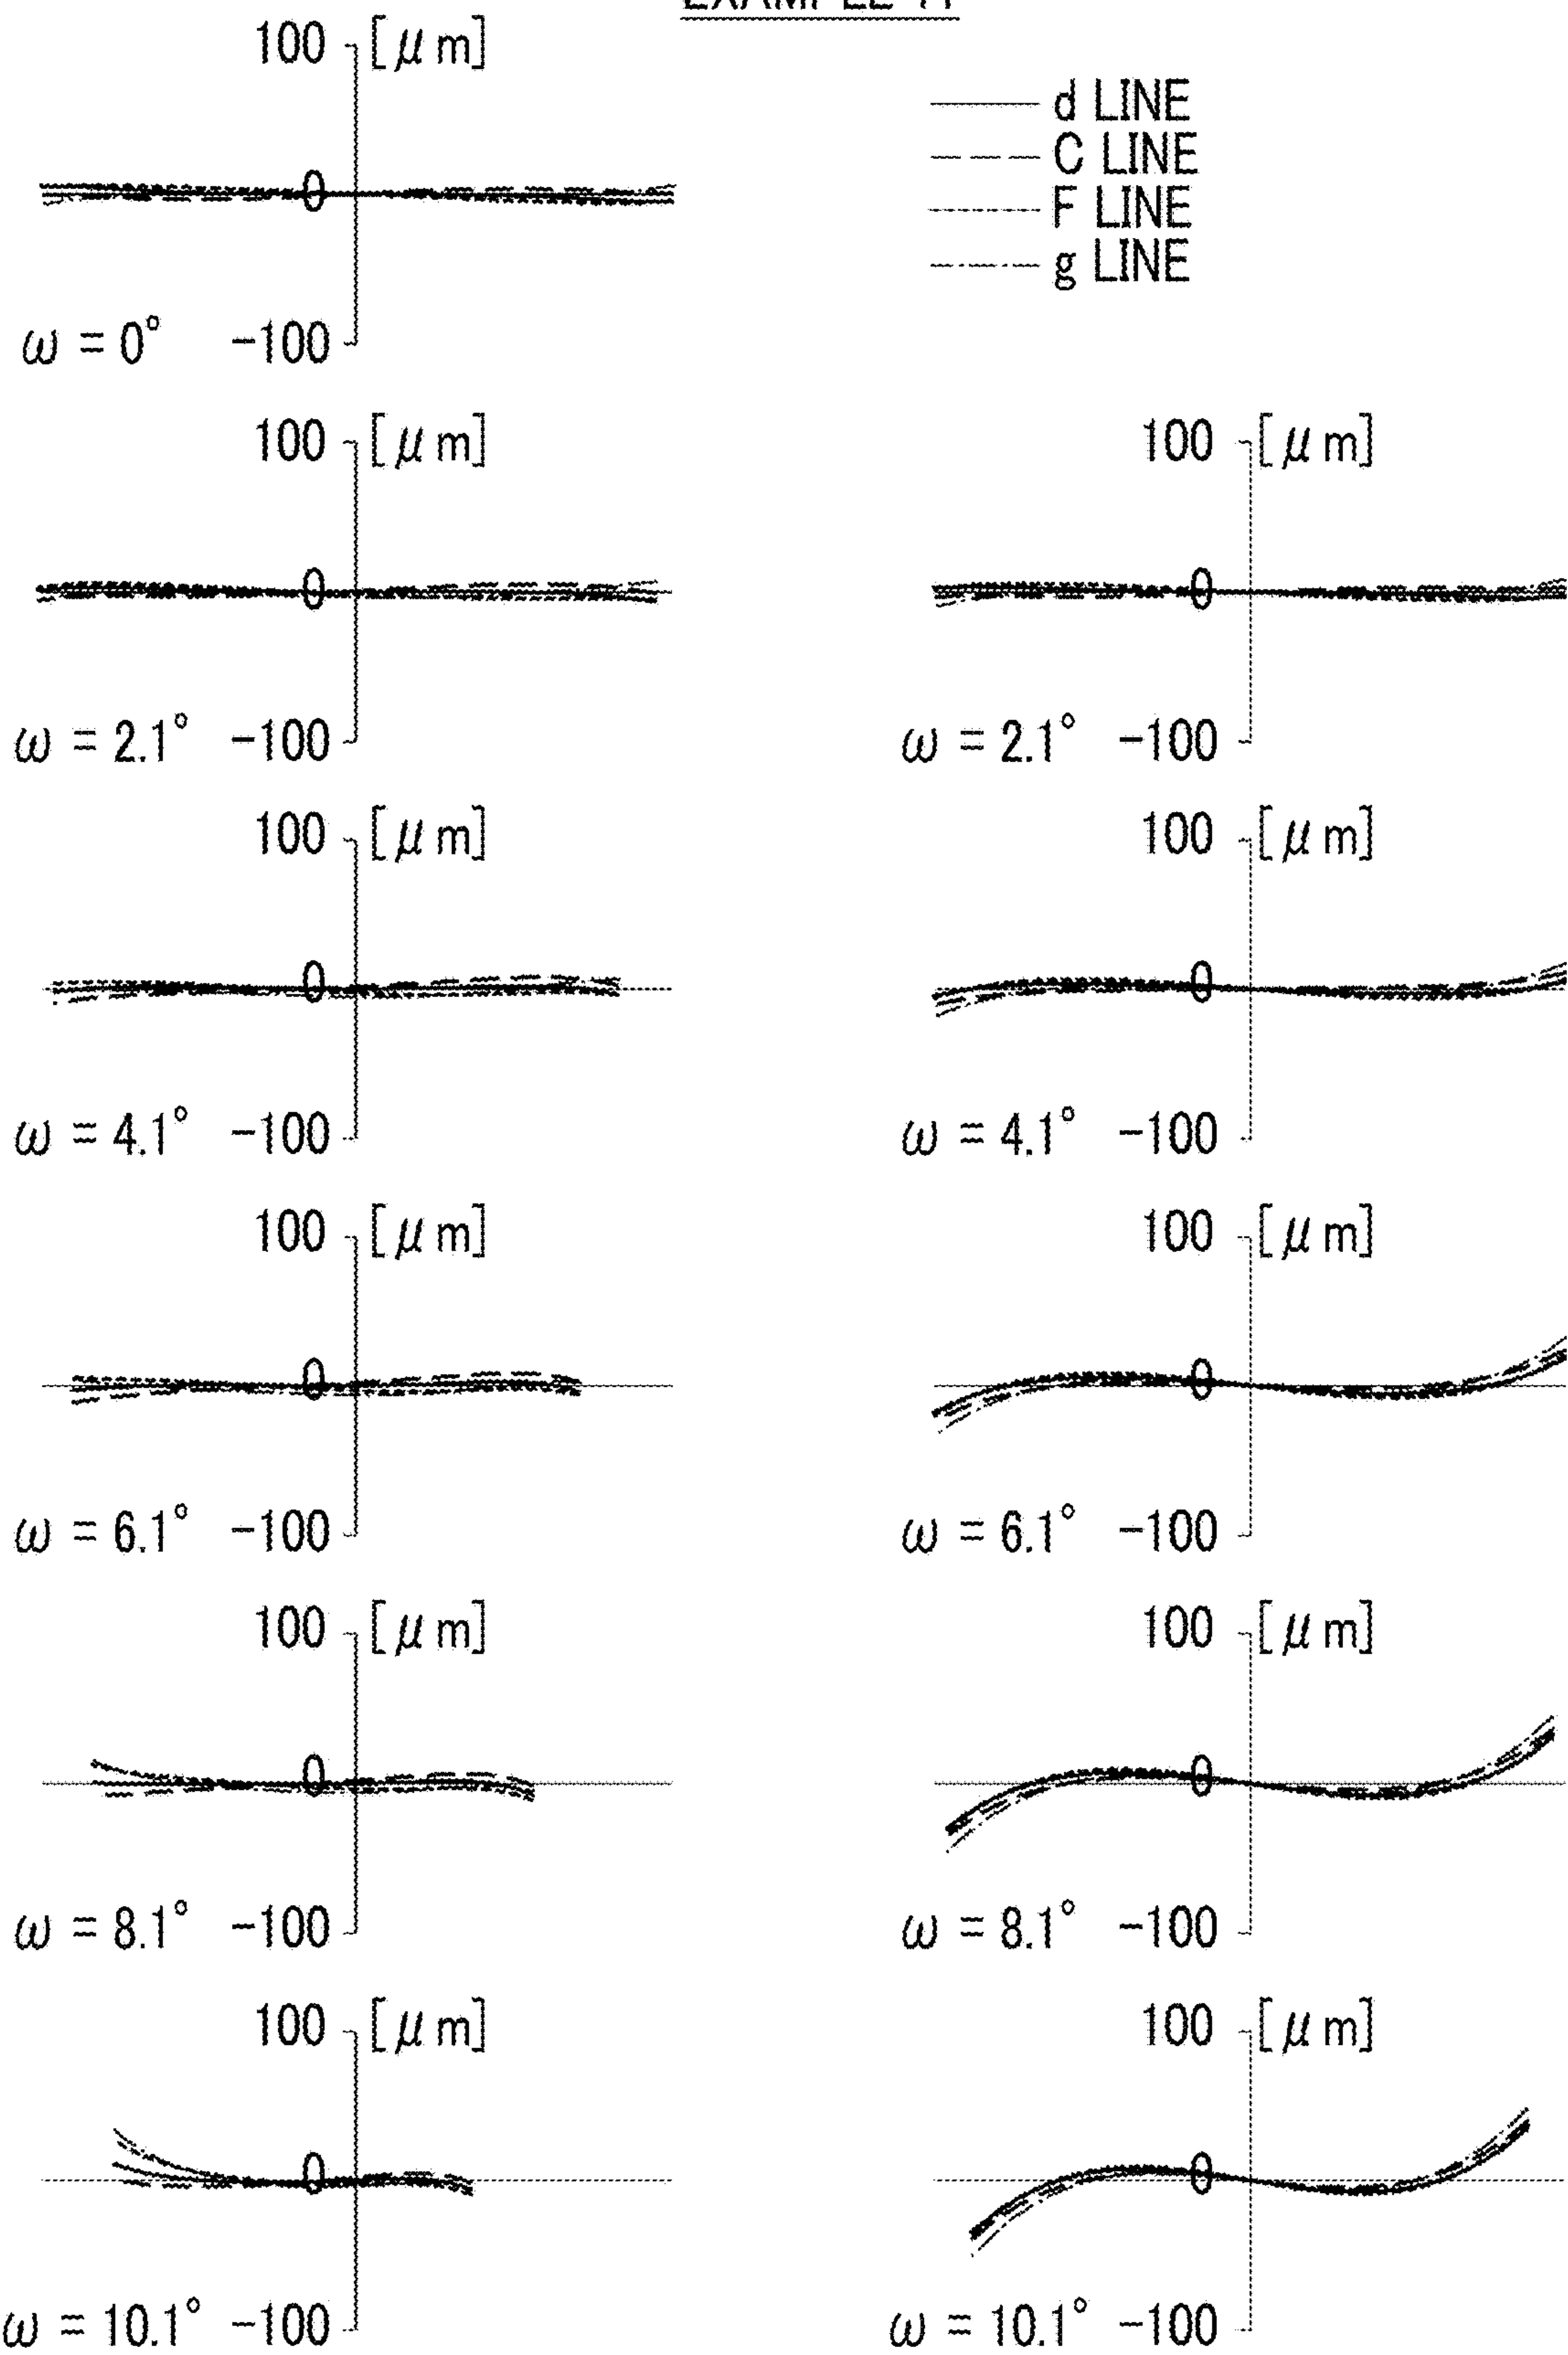 100 [μm]
d LINE
C LINE
F LINE
g LINE
0
ω = 0° -100
100 [μm] 100 [μm]
0 0
ω = 2.1° -100 ω = 2.1° -100
100 [μm] 100 [μm]
0 0
ω = 4.1° -100 ω = 4.1° -100
100 [μm] 100 [μm]
0 0
ω = 6.1° -100 ω = 6.1° -100
100 [μm] 100 [μm]
0 0
ω = 8.1° -100 ω = 8.1° -100
100 [μm] 100 [μm]
0 0
ω = 10.1° -100 ω = 10.1° -100